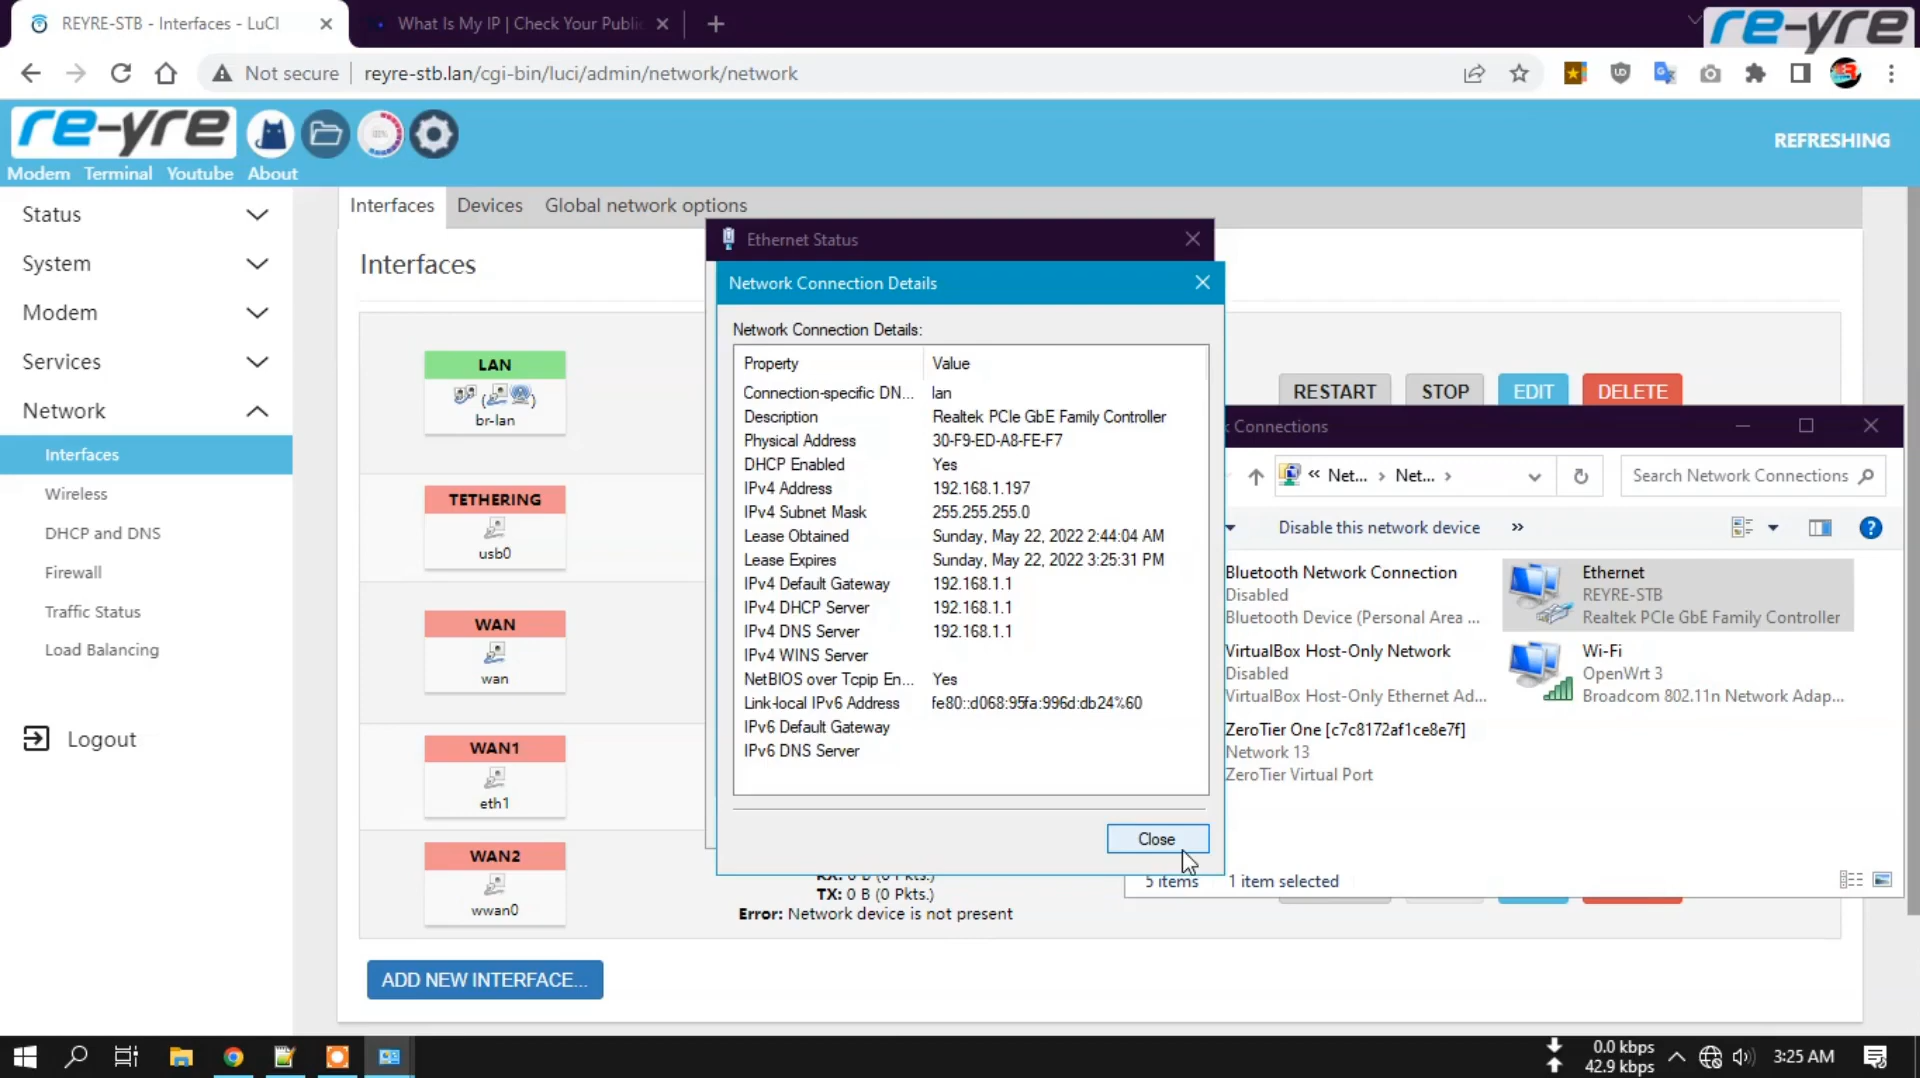 REYRE-STB - Interfaces - LuCI
What Is My IP | Check Your Public
re-yre
Not secure
reyre-stb.lan/cgi-bin/luci/admin/network/network
re-yre
REFRESHING
Modem Terminal Youtube About
Status
System
Modem
Services
Network
Interfaces
Wireless
DHCP and DNS
Firewall
Traffic Status
Load Balancing
Logout
Interfaces Devices Global network options
Interfaces
LAN
br-lan
TETHERING
usb0
WAN
wan
WAN1
eth1
WAN2
wwan0
RESTART STOP EDIT DELETE
TX: 0 B (0 Pkts.)
Error: Network device is not present
ADD NEW INTERFACE...
Ethernet Status
Network Connection Details
Network Connection Details:
Property Value
Connection-specific DN... lan
Description Realtek PCIe GbE Family Controller
Physical Address 30-F9-ED-A8-FE-F7
DHCP Enabled Yes
IPv4 Address 192.168.1.197
IPv4 Subnet Mask 255.255.255.0
Lease Obtained Sunday, May 22, 2022 2:44:04 AM
Lease Expires Sunday, May 22, 2022 3:25:31 PM
IPv4 Default Gateway 192.168.1.1
IPv4 DHCP Server 192.168.1.1
IPv4 DNS Server 192.168.1.1
IPv4 WINS Server
NetBIOS over Tcpip En... Yes
Link-local IPv6 Address fe80::d068:95fa:996d:db24%60
IPv6 Default Gateway
IPv6 DNS Server
Close
Connections
« Net... › Net... ›
Search Network Connections
Disable this network device »
Bluetooth Network Connection
Disabled
Bluetooth Device (Personal Area ...
Ethernet
REYRE-STB
Realtek PCIe GbE Family Controller
VirtualBox Host-Only Network
Disabled
VirtualBox Host-Only Ethernet Ad...
Wi-Fi
OpenWrt 3
Broadcom 802.11n Network Adap...
ZeroTier One [c7c8172af1ce8e7f]
Network 13
ZeroTier Virtual Port
5 items 1 item selected
0.0 kbps
42.9 kbps
3:25 AM